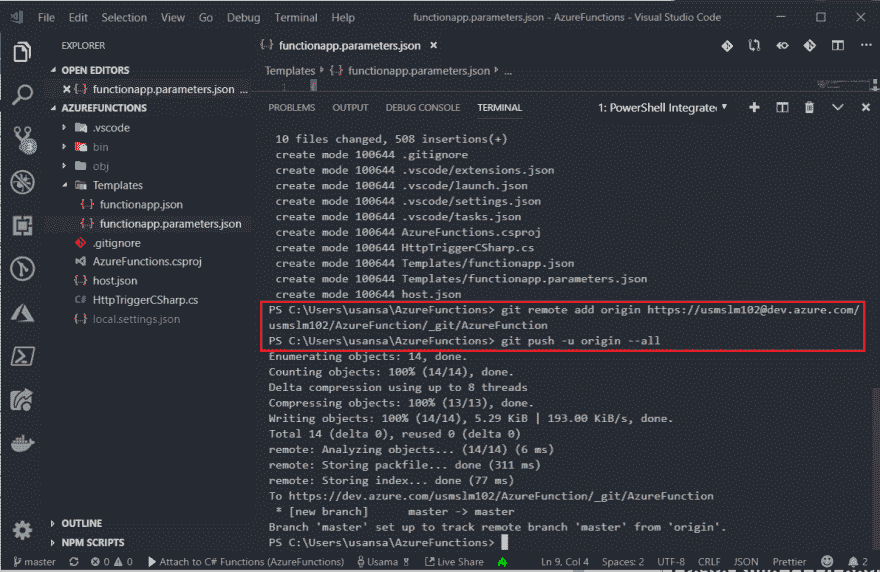 File Edit Selection View Go Debug Terminal Help functionapp.parameters.json - AzureFunctions - Visual Studio Code
EXPLORER
OPEN EDITORS
{..} functionapp.parameters.json ...
AZUREFUNCTIONS
.vscode
bin
obj
Templates
{..} functionapp.json
{..} functionapp.parameters.json
.gitignore
AzureFunctions.csproj
{..} host.json
C# HttpTriggerCSharp.cs
{..} local.settings.json
OUTLINE
NPM SCRIPTS
3
{..} functionapp.parameters.json
Templates {..} functionapp.parameters.json ...
1 {
PROBLEMS OUTPUT DEBUG CONSOLE TERMINAL 1: PowerShell Integrate
10 files changed, 508 insertions(+)
create mode 100644 .gitignore
create mode 100644 .vscode/extensions.json
create mode 100644 .vscode/launch.json
create mode 100644 .vscode/settings.json
create mode 100644 .vscode/tasks.json
create mode 100644 AzureFunctions.csproj
create mode 100644 HttpTriggerCSharp.cs
create mode 100644 Templates/functionapp.json
create mode 100644 Templates/functionapp.parameters.json
create mode 100644 host.json
PS C:\Users\usansa\AzureFunctions> git remote add origin https://usmslm102@dev.azure.com/
usmslm102/AzureFunction/_git/AzureFunction
PS C:\Users\usansa\AzureFunctions> git push -u origin --all
Enumerating objects: 14, done.
Counting objects: 100% (14/14), done.
Delta compression using up to 8 threads
Compressing objects: 100% (13/13), done.
Writing objects: 100% (14/14), 5.29 KiB | 193.00 KiB/s, done.
Total 14 (delta 0), reused 0 (delta 0)
remote: Analyzing objects... (14/14) (6 ms)
remote: Storing packfile... done (311 ms)
remote: Storing index... done (77 ms)
To https://dev.azure.com/usmslm102/AzureFunction/_git/AzureFunction
* [new branch] master -> master
Branch 'master' set up to track remote branch 'master' from 'origin'.
PS C:\Users\usansa\AzureFunctions>
master 0 0 Attach to C# Functions (AzureFunctions) Usama Live Share Ln 9, Col 4 Spaces: 2 UTF-8 CRLF JSON Prettier 2